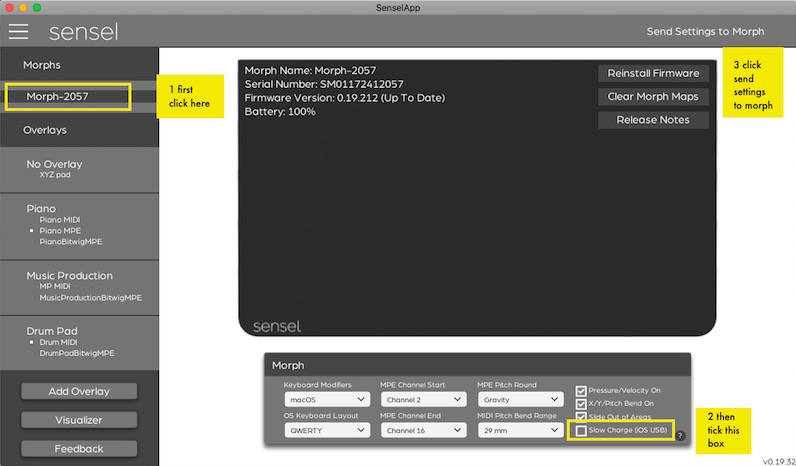 SenselApp
sensel
Send Settings to Morph
Morphs
Morph-2057
1 first
click here
Overlays
No Overlay
XYZ pad
Piano
Piano MIDI
Piano MPE
PianoBitwigMPE
Music Production
MP MIDI
MusicProductionBitwigMPE
Drum Pad
Drum MIDI
DrumPadBitwigMPE
Add Overlay
Visualizer
Feedback
Morph Name: Morph-2057
Serial Number: SM01172412057
Firmware Version: 0.19.212 (Up To Date)
Battery: 100%
Reinstall Firmware
Clear Morph Maps
Release Notes
3 click
send
settings
to morph
sensel
Morph
Keyboard Modifiers
macOS
MPE Channel Start
Channel 2
MPE Pitch Round
Gravity
OS Keyboard Layout
QWERTY
MPE Channel End
Channel 16
MIDI Pitch Bend Range
29 mm
Pressure/Velocity On
X/Y/Pitch Bend On
Slide Out of Areas
Slow Charge (iOS USB)
?
2 then
tick this
box
v0.19.32